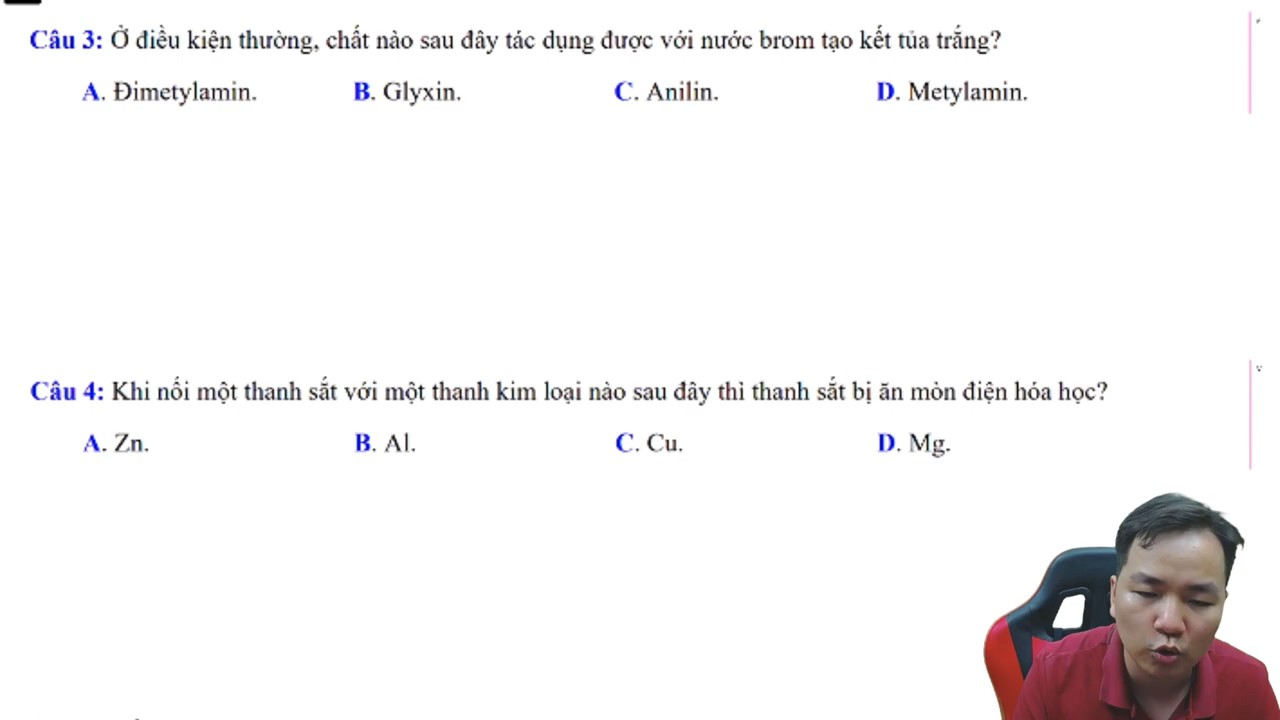 Câu 3: Ở điều kiện thường, chất nào sau đây tác dụng được với nước brom tạo kết tủa trắng?
A. Đimetylamin. B. Glyxin. C. Anilin. D. Metylamin.
Câu 4: Khi nối một thanh sắt với một thanh kim loại nào sau đây thì thanh sắt bị ăn mòn điện hóa học?
A. Zn. B. Al. C. Cu. D. Mg.